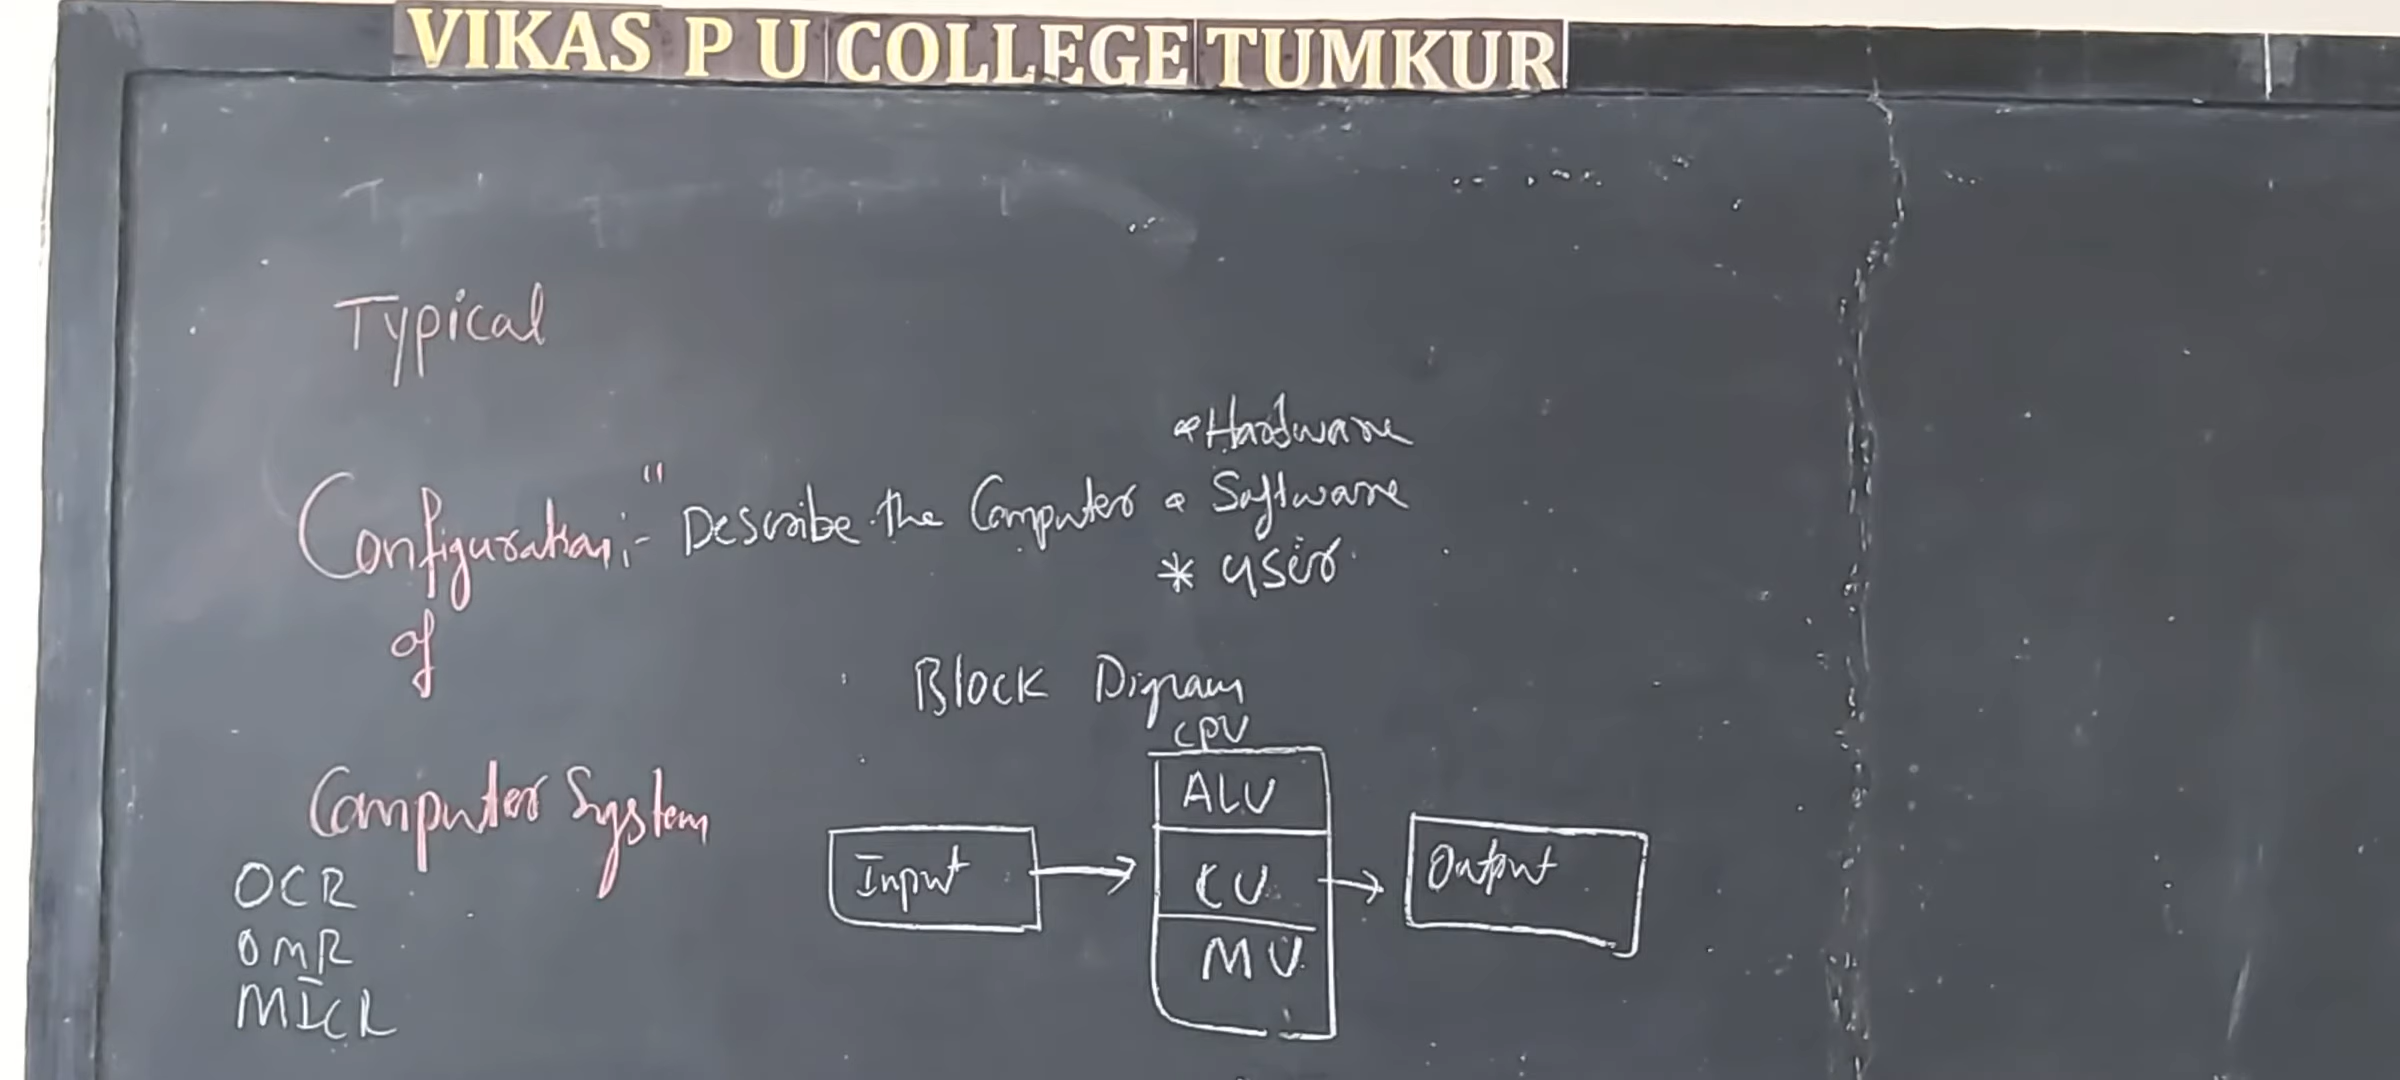 VIKAS P U COLLEGE TUMKUR
Typical
* Hardware
Configuration:- " Describe the Computer * Software
* user
of
Block Digram
CPU
Computer System
ALU
Input
CU
Output
MU
OCR
OMR
MICR